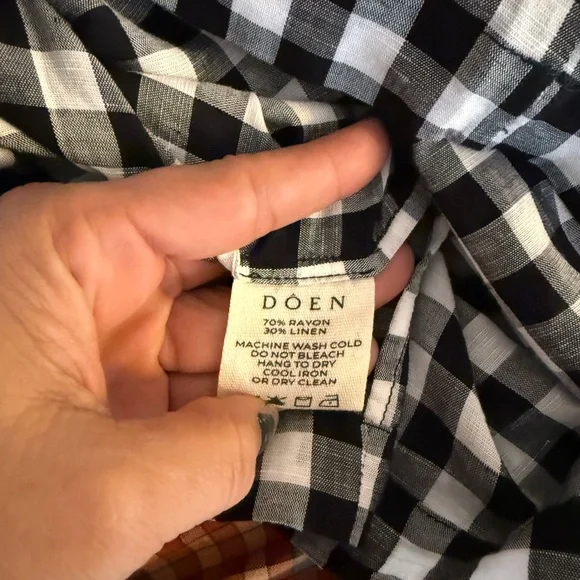 DÔEN
70% RAYON
30% LINEN
MACHINE WASH COLD
DO NOT BLEACH
HANG TO DRY
COOL IRON
OR DRY CLEAN